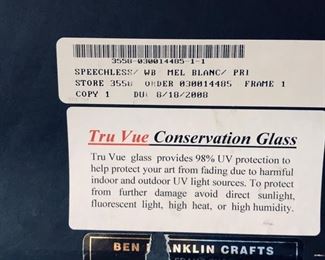 3558-030014485-1-1
SPEECHLESS/ WB MEL BLANC/ PRI
STORE 3558 ORDER 030014485 FRAME 1
COPY 1 DUE 8/18/2008
Tru Vue Conservation Glass
Tru Vue glass provides 98% UV protection to
help protect your art from fading due to harmful
indoor and outdoor UV light sources. To protect
from further damage avoid direct sunlight,
fluorescent light, high heat, or high humidity.
BEN FRANKLIN CRAFTS